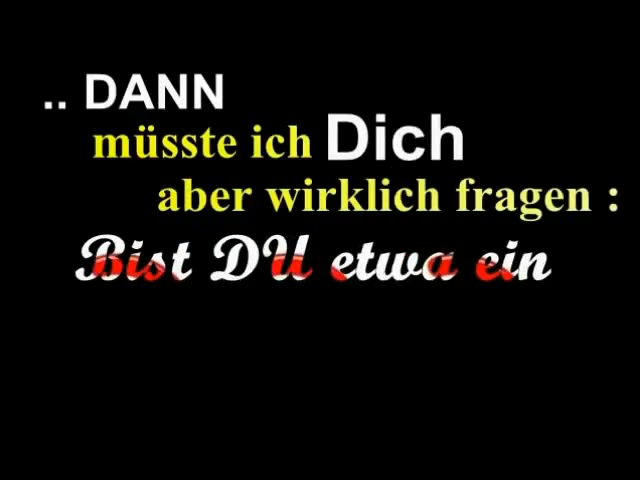 .. DANN
müsste ich Dich
aber wirklich fragen :
Bist DU etwa ein